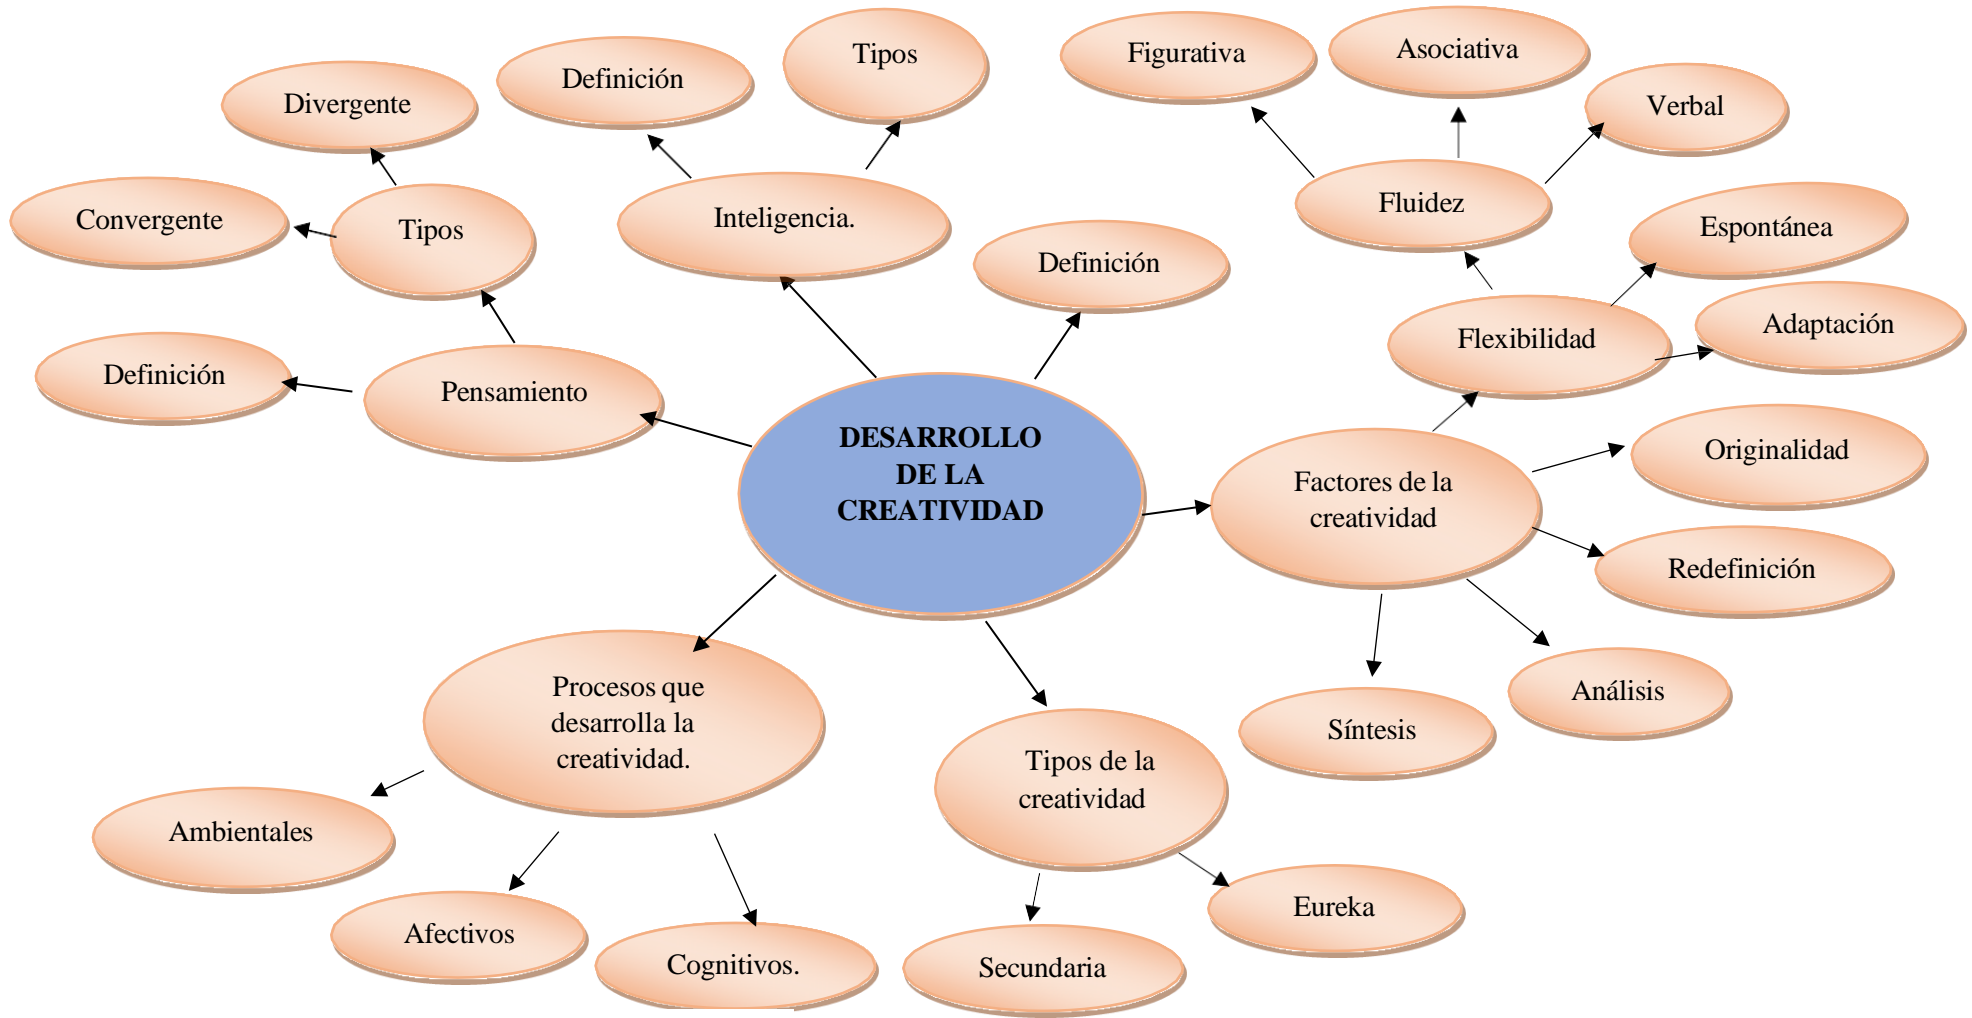 Tipos
Figurativa
Asociativa
Definición
Divergente
Verbal
Convergente
Tipos
Inteligencia.
Fluidez
Espontánea
Definición
Adaptación
Flexibilidad
Definición
Pensamiento
DESARROLLO
DE LA
CREATIVIDAD
Originalidad
Factores de la
creatividad
Redefinición
Procesos que
desarrolla la
creatividad.
Análisis
Síntesis
Tipos de la
creatividad
Ambientales
Eureka
Afectivos
Cognitivos.
Secundaria